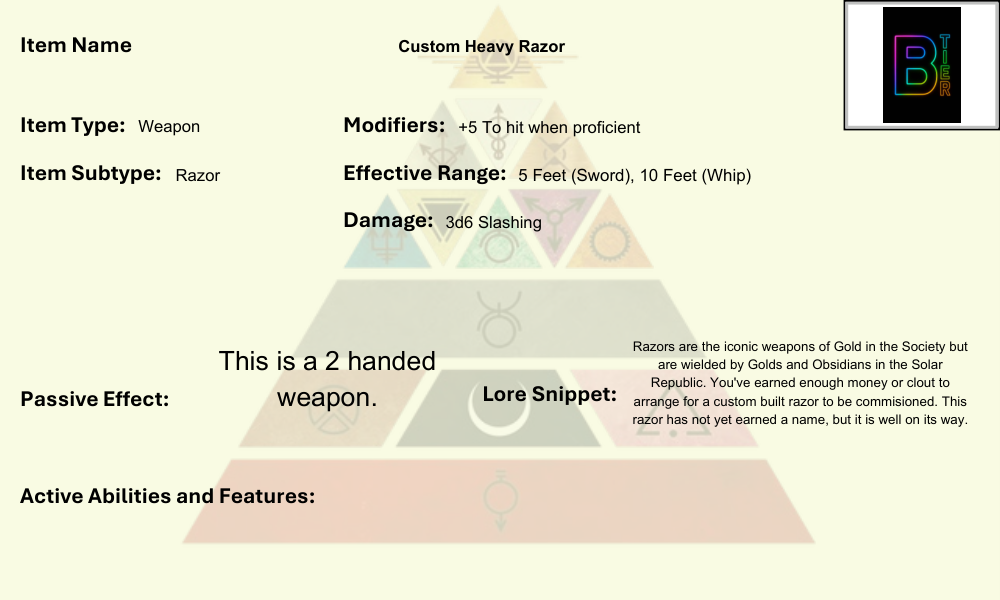 Item Name
Custom Heavy Razor
B TIER
Item Type: Weapon
Modifiers: +5 To hit when proficient
Item Subtype: Razor
Effective Range: 5 Feet (Sword), 10 Feet (Whip)
Damage: 3d6 Slashing
Passive Effect:
This is a 2 handed
weapon.
Lore Snippet:
Razors are the iconic weapons of Gold in the Society but
are wielded by Golds and Obsidians in the Solar
Republic. You've earned enough money or clout to
arrange for a custom built razor to be commisioned. This
razor has not yet earned a name, but it is well on its way.
Active Abilities and Features: